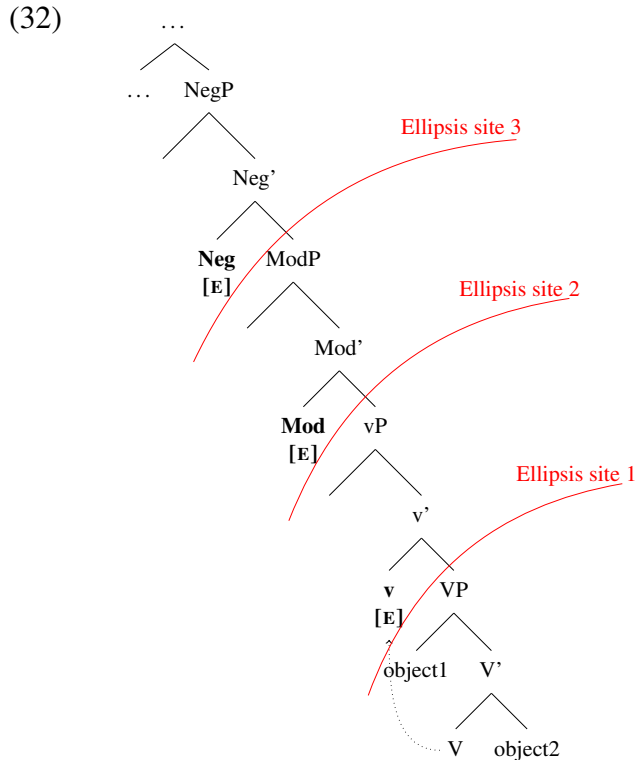 (32)
…
… NegP
Ellipsis site 3
Neg’
Neg ModP
[E]
Ellipsis site 2
Mod’
Mod vP
[E]
Ellipsis site 1
v’
v VP
[E]
object1 V’
V object2